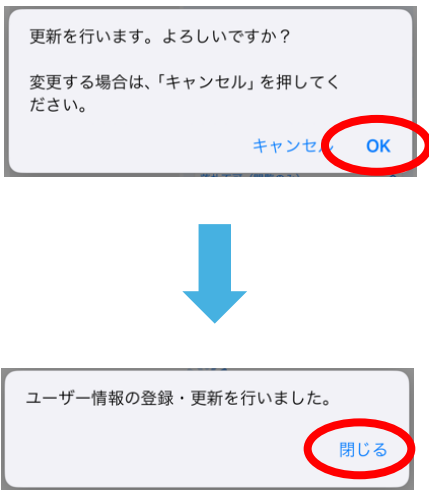 更新を行います。よろしいですか？
変更する場合は、「キャンセル」を押してく
ださい。
キャンセル OK
ユーザー情報の登録・更新を行いました。
閉じる